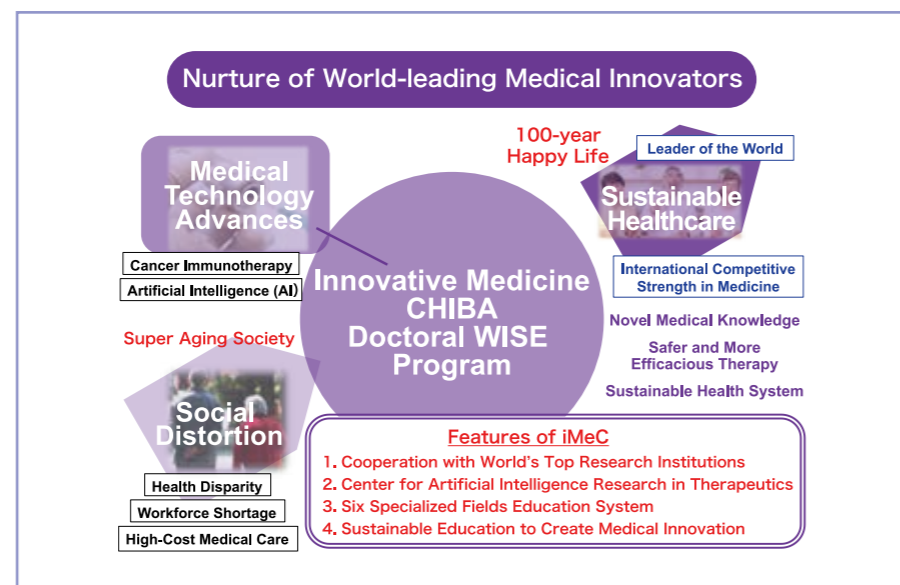 Nurture of World-leading Medical Innovators
100-year
Happy Life
Leader of the World
Medical
Technology
Advances
Sustainable
Healthcare
Cancer Immunotherapy
Artificial Intelligence (AI)
Innovative Medicine
CHIBA
Doctoral WISE
Program
International Competitive
Strength in Medicine
Novel Medical Knowledge
Safer and More
Efficacious Therapy
Sustainable Health System
Super Aging Society
Social
Distortion
Health Disparity
Workforce Shortage
High-Cost Medical Care
Features of iMeC
1. Cooperation with World's Top Research Institutions
2. Center for Artificial Intelligence Research in Therapeutics
3. Six Specialized Fields Education System
4. Sustainable Education to Create Medical Innovation